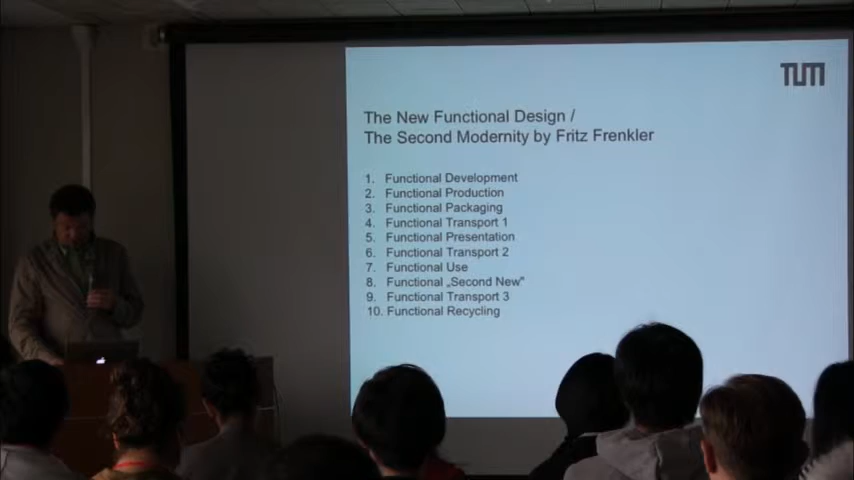 TUM
The New Functional Design /
The Second Modernity by Fritz Frenkler
1. Functional Development
2. Functional Production
3. Functional Packaging
4. Functional Transport 1
5. Functional Presentation
6. Functional Transport 2
7. Functional Use
8. Functional „Second New"
9. Functional Transport 3
10. Functional Recycling